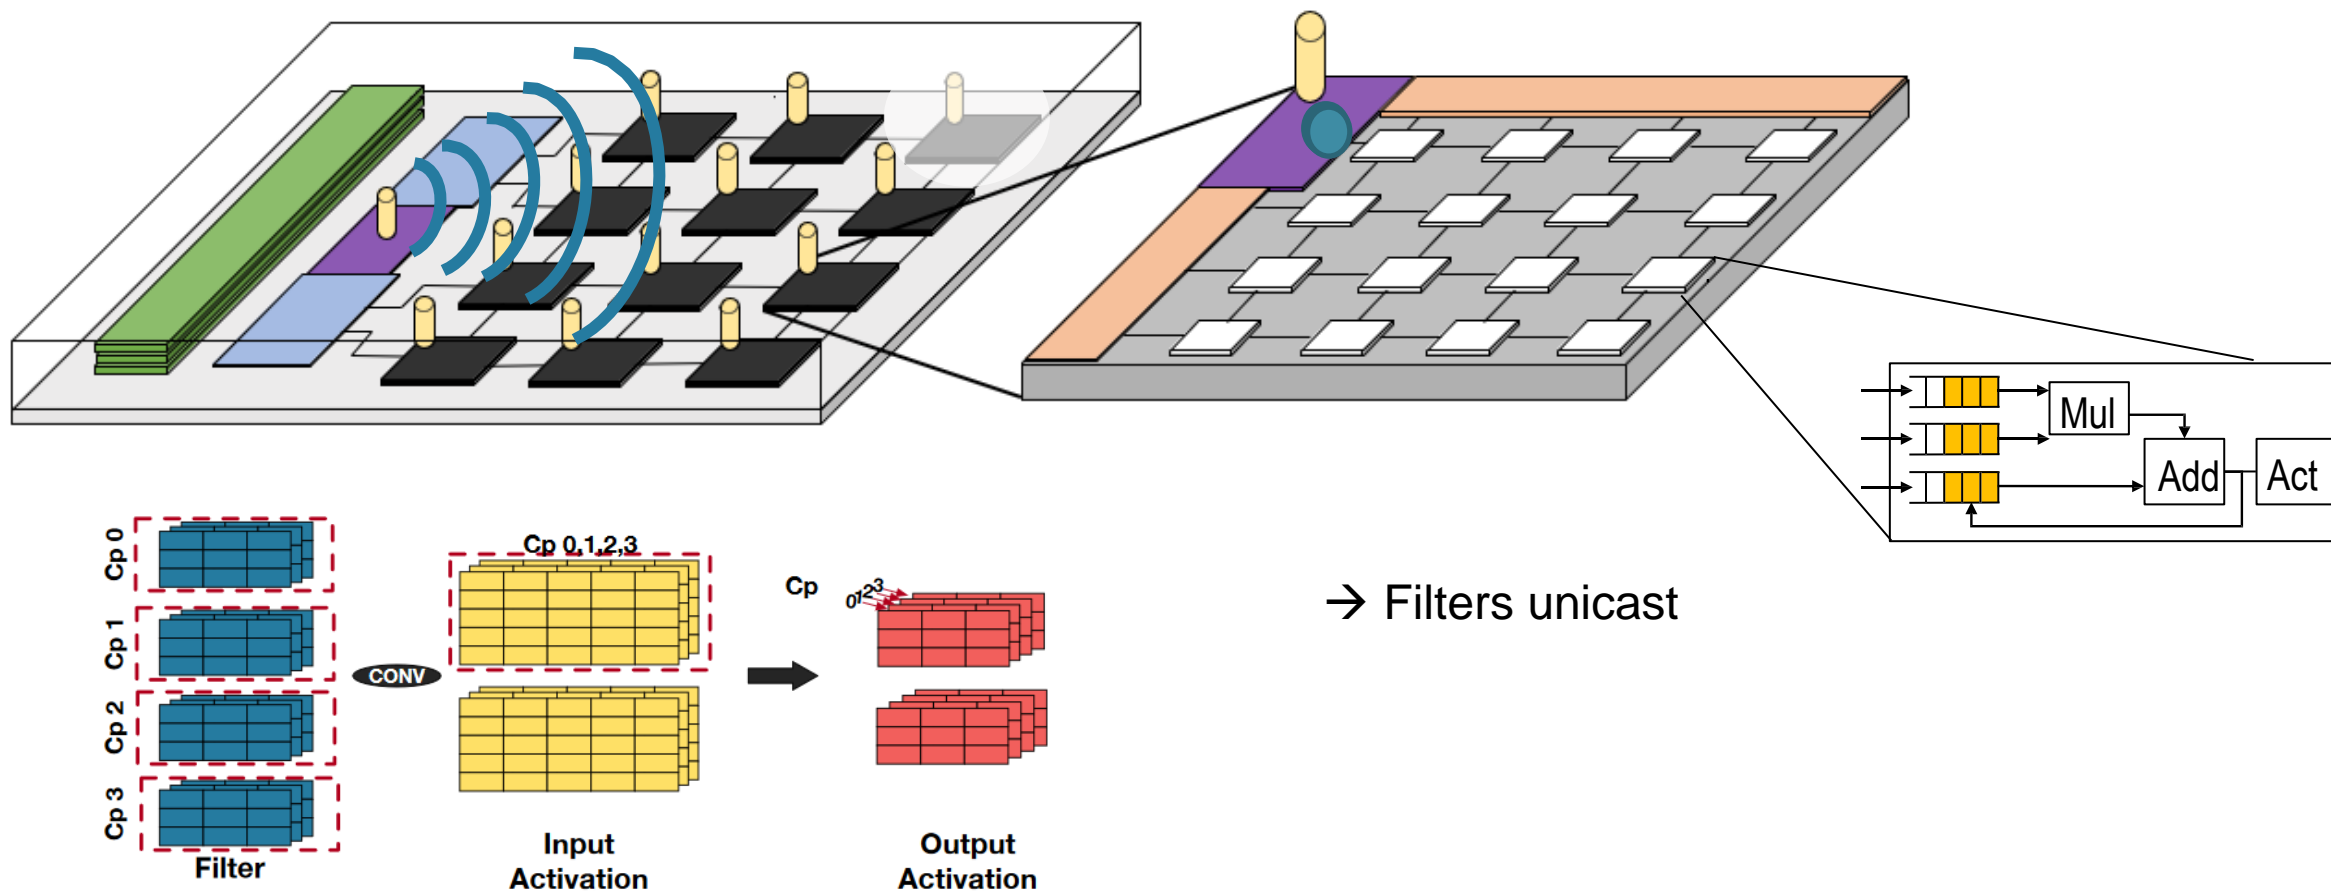 Mul
Add
Act
Cp 0
Cp 1
Cp 2
Cp 3
Filter
CONV
Cp 0,1,2,3
Input
Activation
Cp
0123
Output
Activation
→ Filters unicast